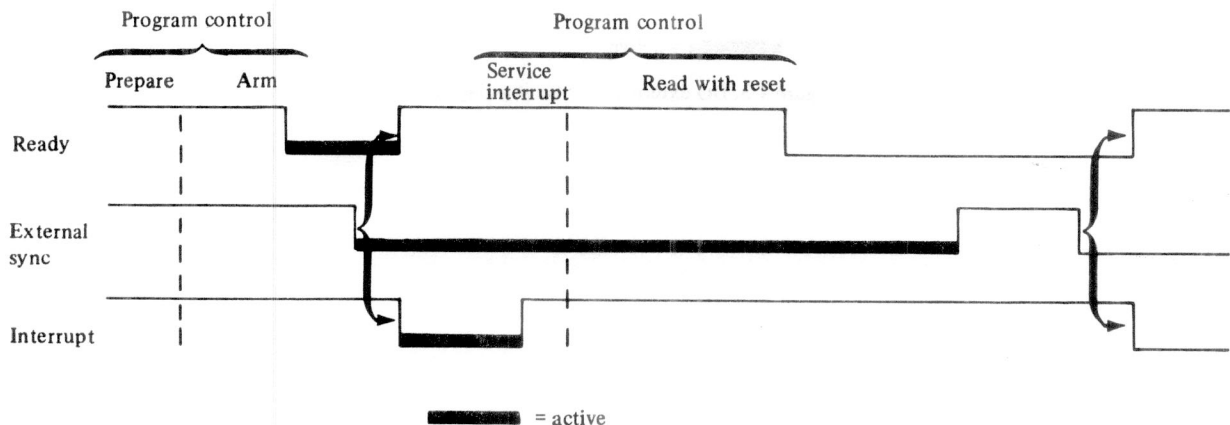 Program control
Program control
Prepare
Arm
Service
interrupt
Read with reset
Ready
External
sync
Interrupt
= active